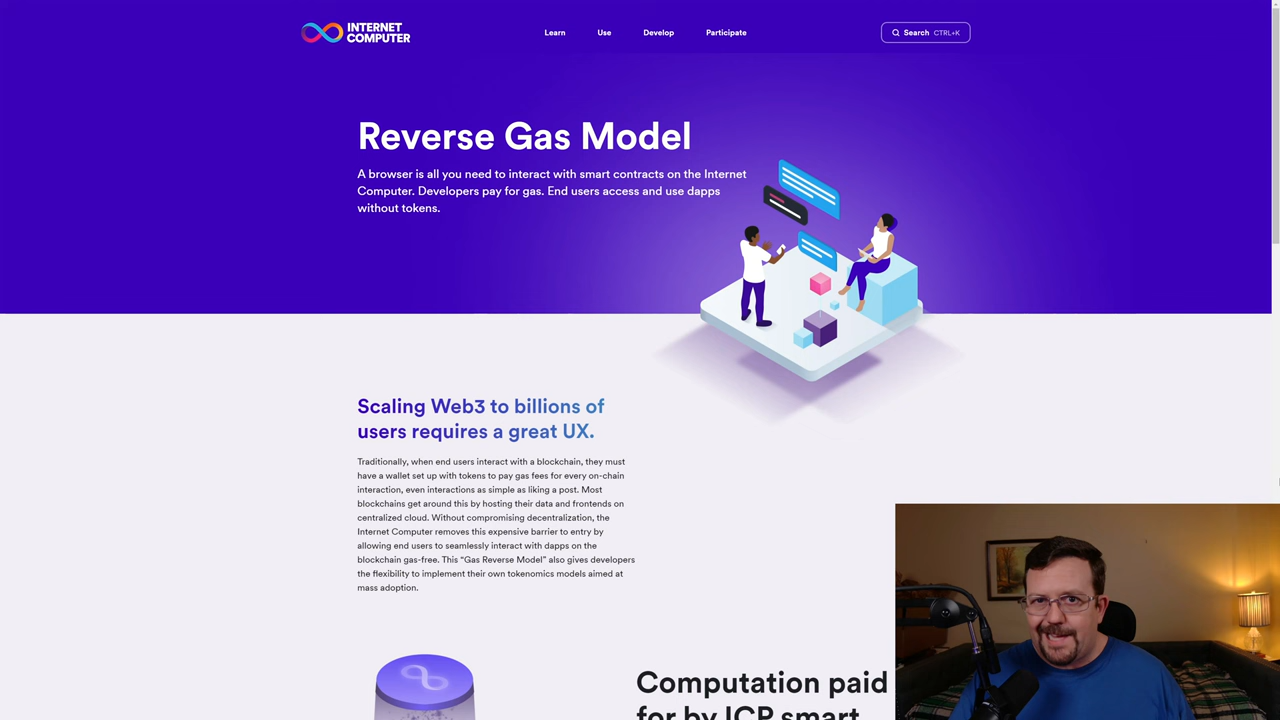 INTERNET
COMPUTER
Learn
Use
Develop
Participate
Search CTRL+K
Reverse Gas Model
A browser is all you need to interact with smart contracts on the Internet
Computer. Developers pay for gas. End users access and use dapps
without tokens.
Scaling Web3 to billions of
users requires a great UX.
Traditionally, when end users interact with a blockchain, they must
have a wallet set up with tokens to pay gas fees for every on-chain
interaction, even interactions as simple as liking a post. Most
blockchains get around this by hosting their data and frontends on
centralized cloud. Without compromising decentralization, the
Internet Computer removes this expensive barrier to entry by
allowing end users to seamlessly interact with dapps on the
blockchain gas-free. This “Gas Reverse Model” also gives developers
the flexibility to implement their own tokenomics models aimed at
mass adoption.
Computation paid
for by ICP smart